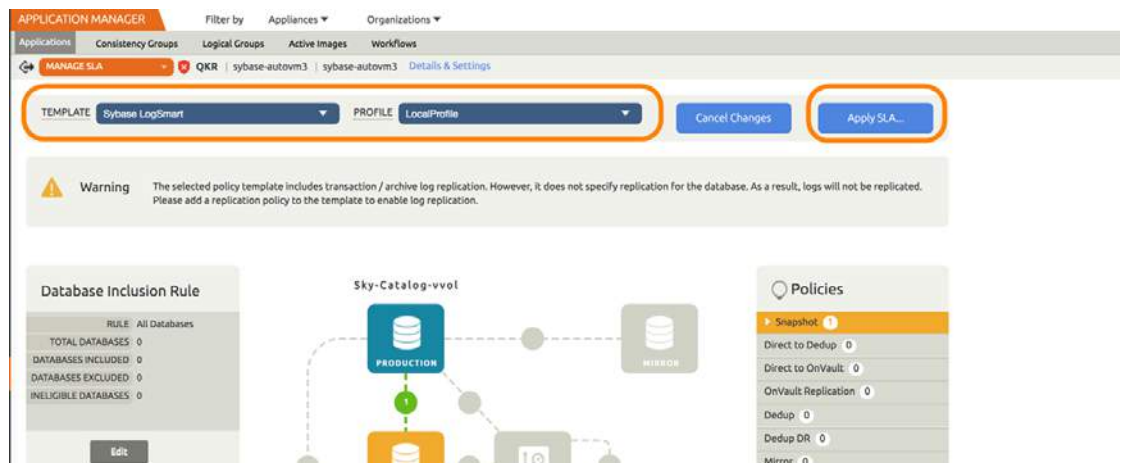 APPLICATION MANAGER Filter by Appliances Organizations
Applications Consistency Groups Logical Groups Active Images Workflows
MANAGE SLA QKR | sybase-autovm3 | sybase-autovm3 Details & Settings
TEMPLATE Sybase LogSmart PROFILE LocalProfile Cancel Changes Apply SLA...
Warning The selected policy template includes transaction / archive log replication. However, it does not specify replication for the database. As a result, logs will not be replicated.
Please add a replication policy to the template to enable log replication.
Database Inclusion Rule
RULE All Databases
TOTAL DATABASES 0
DATABASES INCLUDED 0
DATABASES EXCLUDED 0
INELIGIBLE DATABASES 0
Edit
Sky-Catalog-vvol
PRODUCTION
MIRROR
1
Policies
Snapshot 1
Direct to Dedup 0
Direct to OnVault 0
OnVault Replication 0
Dedup 0
Dedup DR 0
Mirror 0